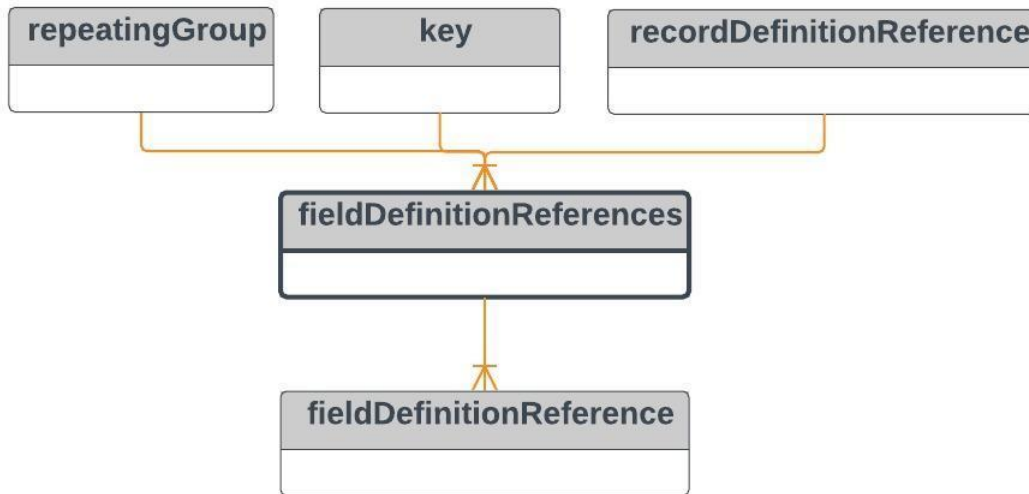 repeatingGroup
key
recordDefinitionReference
fieldDefinitionReferences
fieldDefinitionReference